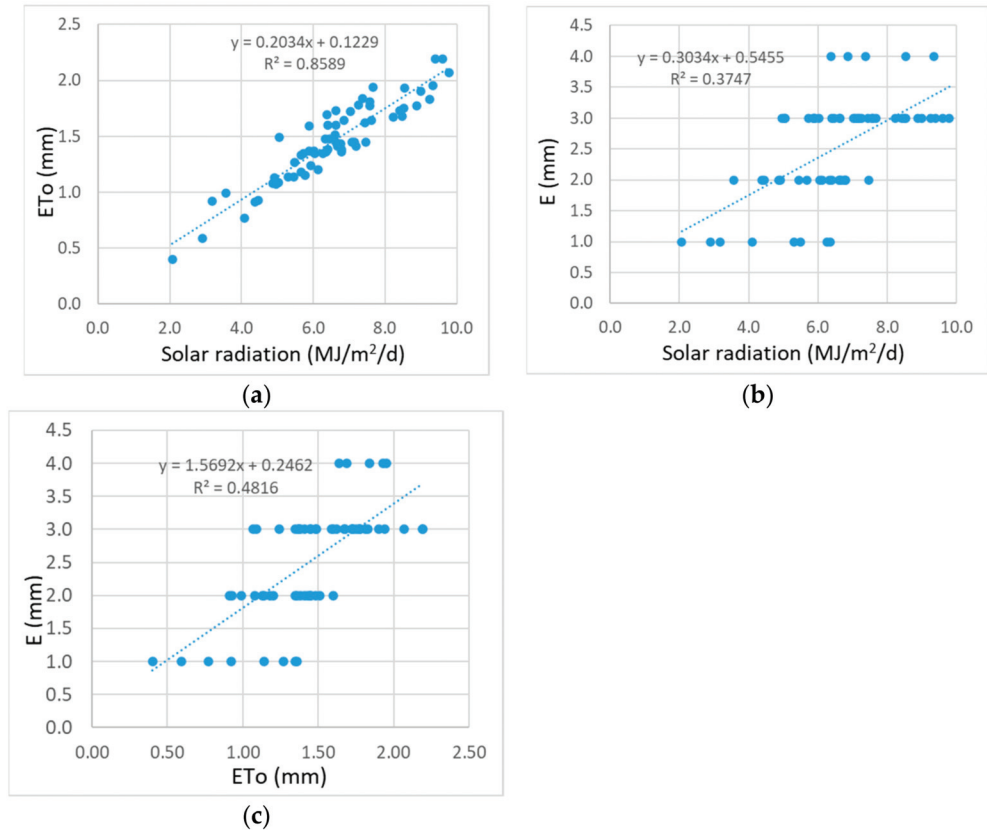 2.5
y = 0.2034x + 0.1229
R² = 0.8589
2.0
1.5
1.0
0.5
0.0
ETo (mm)
0.0 2.0 4.0 6.0 8.0 10.0
Solar radiation (MJ/m²/d)
(a)
4.5
4.0
y = 0.3034x + 0.5455
R² = 0.3747
3.5
3.0
2.5
2.0
1.5
1.0
0.5
0.0
E (mm)
0.0 2.0 4.0 6.0 8.0 10.0
Solar radiation (MJ/m²/d)
(b)
4.5
4.0
y = 1.5692x + 0.2462
R² = 0.4816
3.5
3.0
2.5
2.0
1.5
1.0
0.5
0.0
E (mm)
0.00 0.50 1.00 1.50 2.00 2.50
ETo (mm)
(c)